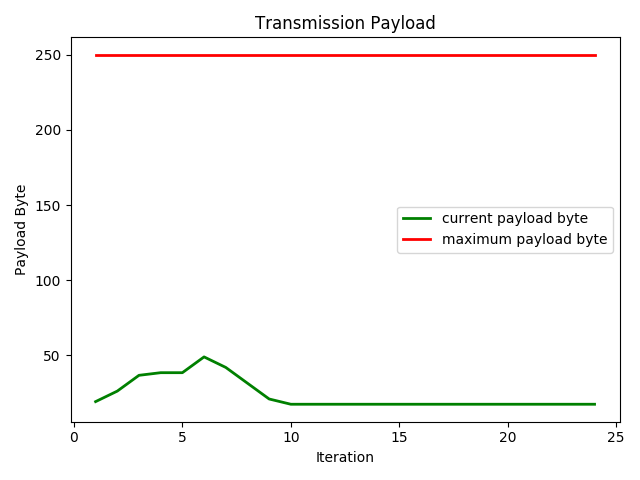 Transmission Payload
Payload Byte
250
200
150
100
50
current payload byte
maximum payload byte
0
5
10
15
20
25
Iteration